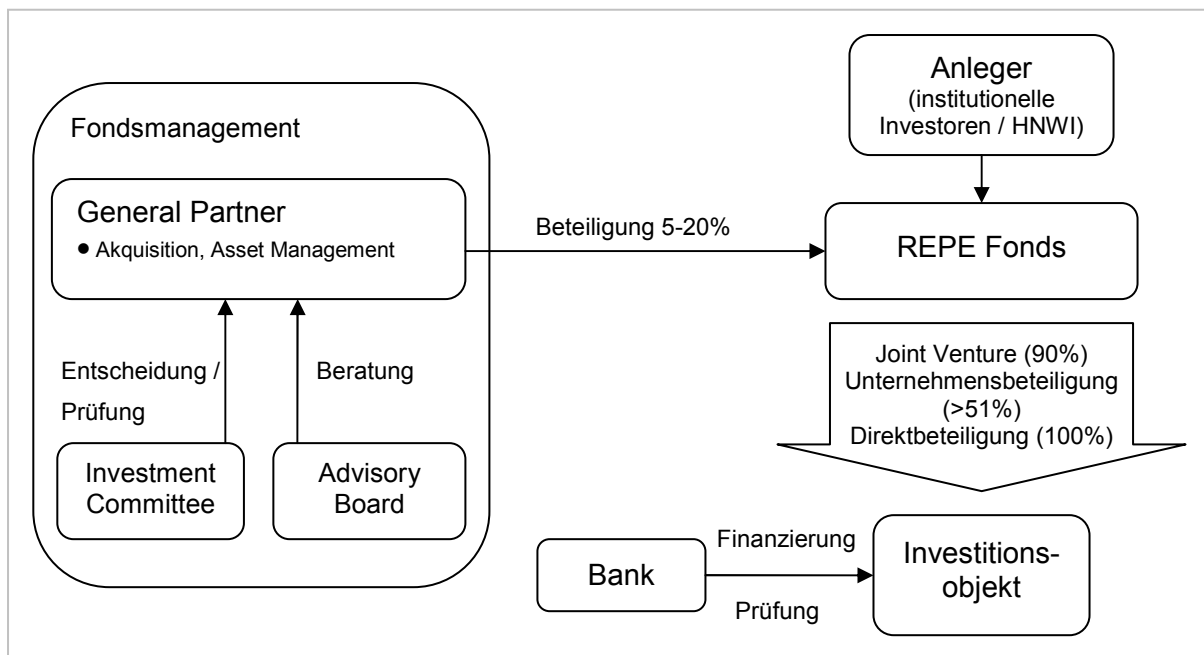 Fondsmanagement
General Partner
• Akquisition, Asset Management
Entscheidung /
Prüfung
Beratung
Investment
Committee
Advisory
Board
Beteiligung 5-20%
Anleger
(institutionelle
Investoren / HNWI)
REPE Fonds
Joint Venture (90%)
Unternehmensbeteiligung
(>51%)
Direktbeteiligung (100%)
Bank
Finanzierung
Prüfung
Investitions-
objekt